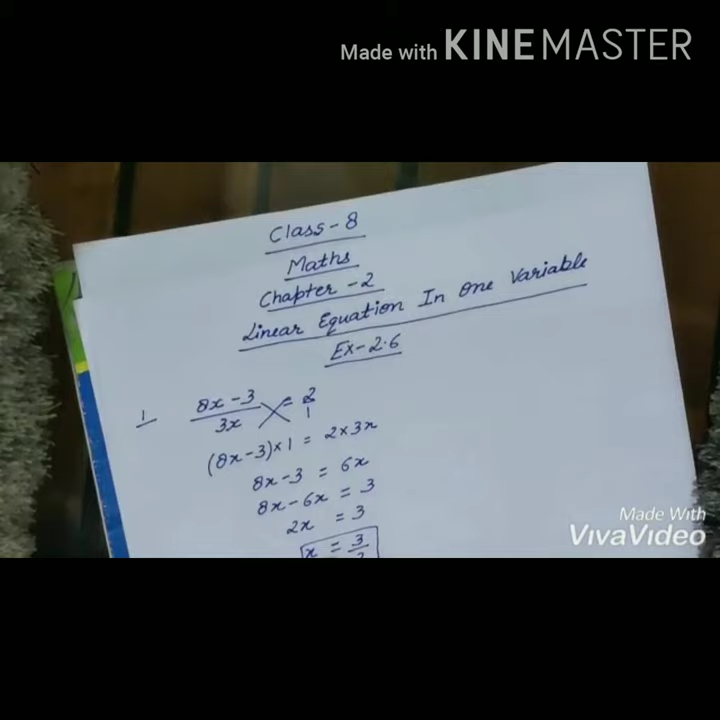 Made with KINEMASTER
Class-8
Maths
Chapter-2
Linear Equation In One Variable
Ex-2.6
1 8x-3/3x = 2/1
(8x-3)×1 = 2×3x
8x-3 = 6x
8x-6x = 3
2x = 3
x = 3/2
Made With
VivaVideo